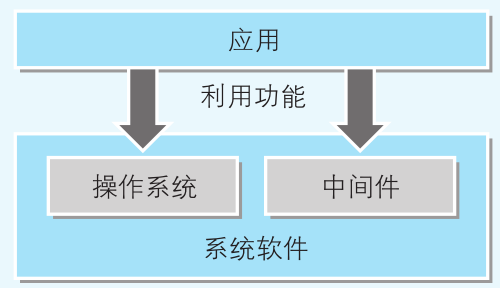 应用
利用功能
操作系统
中间件
系统软件